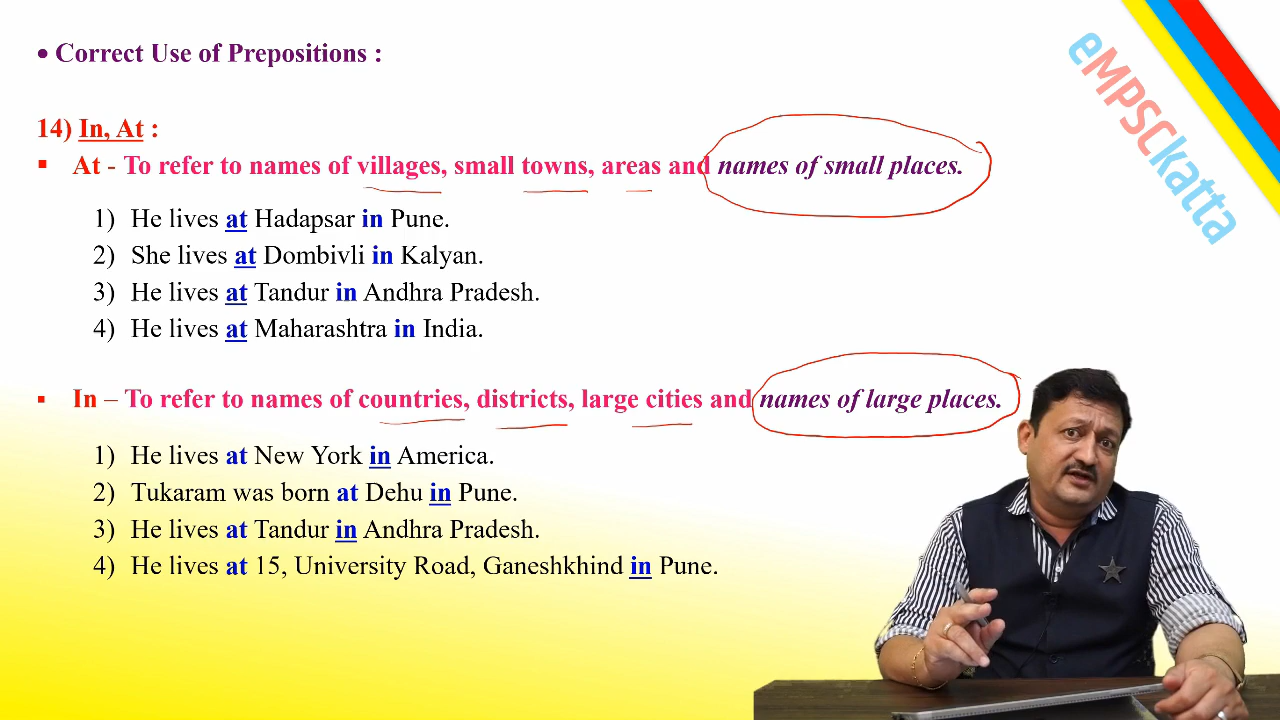 • Correct Use of Prepositions :
eMPSCkatta
14) In, At :
▪ At - To refer to names of villages, small towns, areas and names of small places.
1) He lives at Hadapsar in Pune.
2) She lives at Dombivli in Kalyan.
3) He lives at Tandur in Andhra Pradesh.
4) He lives at Maharashtra in India.
▪ In – To refer to names of countries, districts, large cities and names of large places.
1) He lives at New York in America.
2) Tukaram was born at Dehu in Pune.
3) He lives at Tandur in Andhra Pradesh.
4) He lives at 15, University Road, Ganeshkhind in Pune.